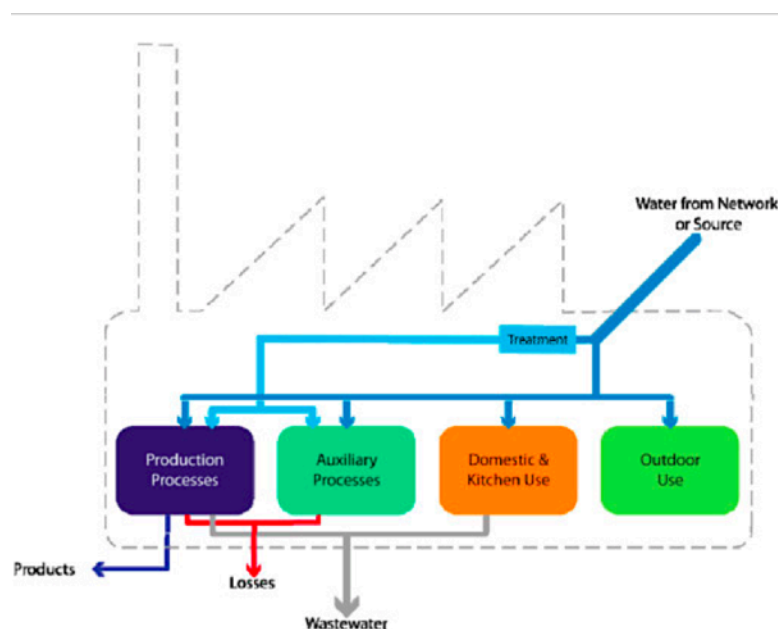 Water from Network
or Source
Treatment
Production
Processes
Auxiliary
Processes
Domestic &
Kitchen Use
Outdoor
Use
Products
Losses
Wastewater